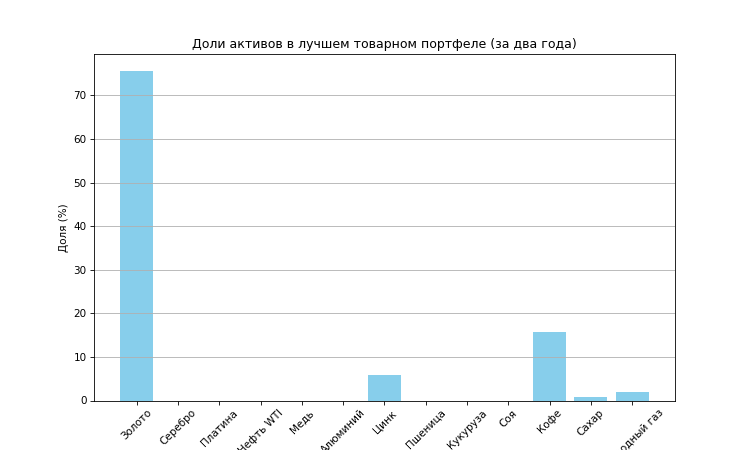 Доли активов в лучшем товарном портфеле (за два года)
Доля (%)
70
60
50
40
30
20
10
0
Золото
Серебро
Платина
Нефть WTI
Медь
Алюминий
Цинк
Пшеница
Кукуруза
Соя
Кофе
Сахар
одный газ